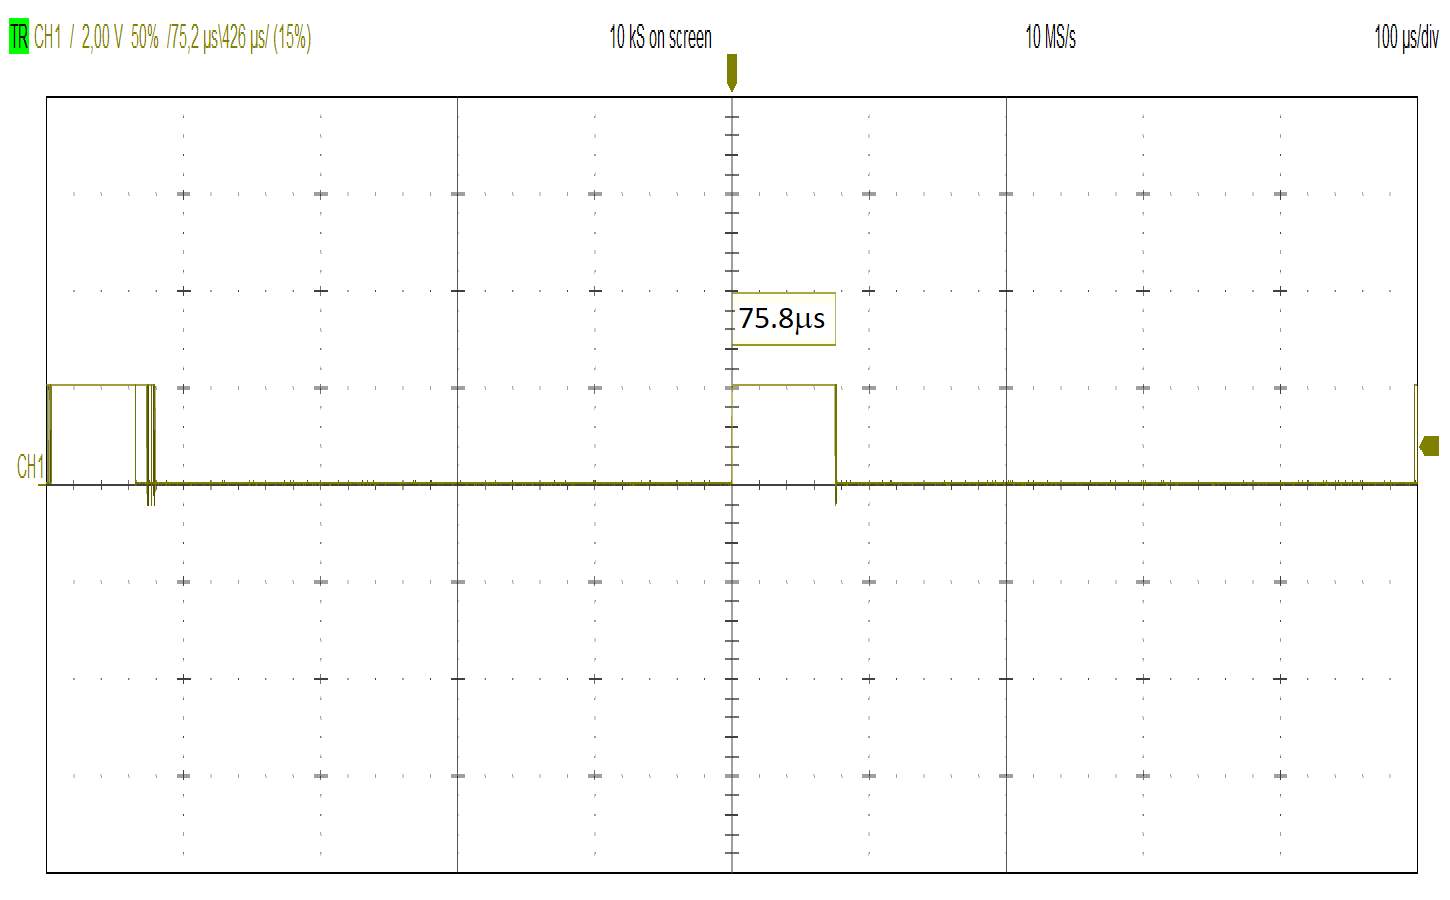 TR CH1 / 2,00 V 50% /75,2 µs\426 µs/ (15%)
10 kS on screen
10 MS/s
100 µs/div
75.8µs
CH1